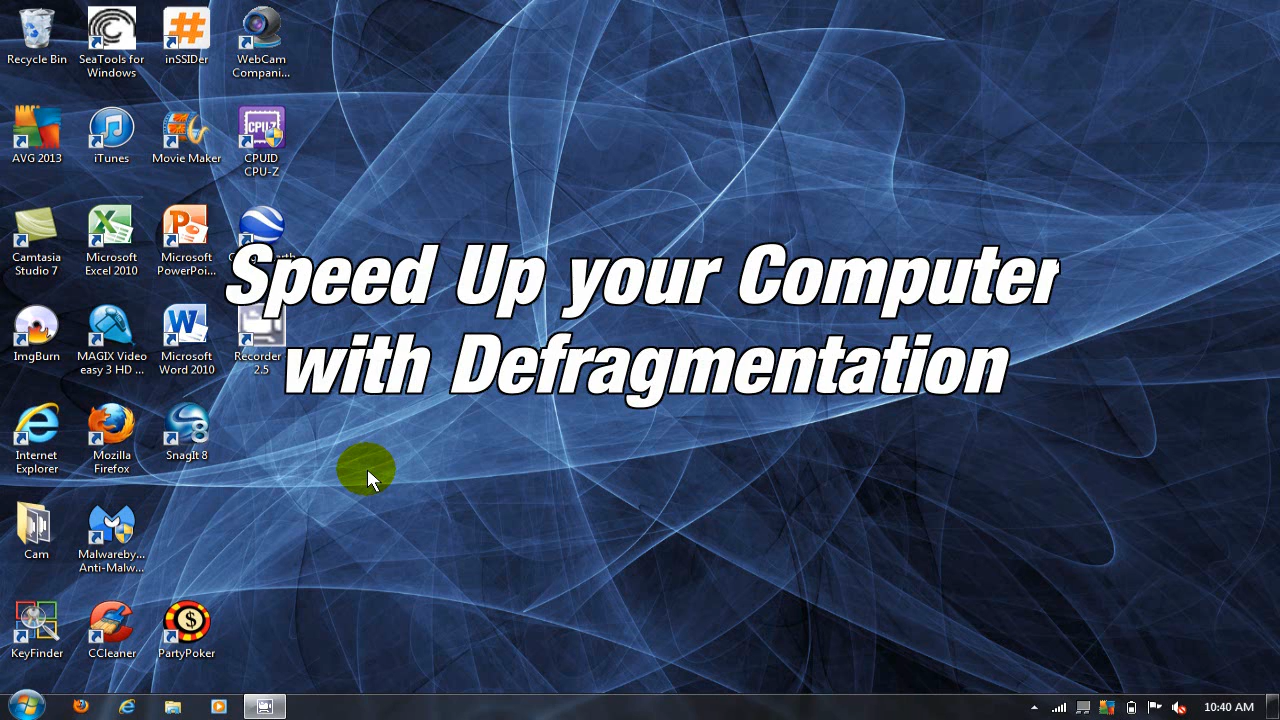 Recycle Bin
SeaTools for
Windows
inSSIDer
WebCam
Compani...
AVG 2013
iTunes
Movie Maker
CPU-Z
CPUID
CPU-Z
Camtasia
Studio 7
Microsoft
Excel 2010
Microsoft
PowerPoi...
Speed Up your Computer
with Defragmentation
ImgBurn
MAGIX Video
easy 3 HD ...
Microsoft
Word 2010
Recorder
2.5
Internet
Explorer
Mozilla
Firefox
SnagIt 8
Cam
Malwareby...
Anti-Malw...
KeyFinder
CCleaner
PartyPoker
10:40 AM